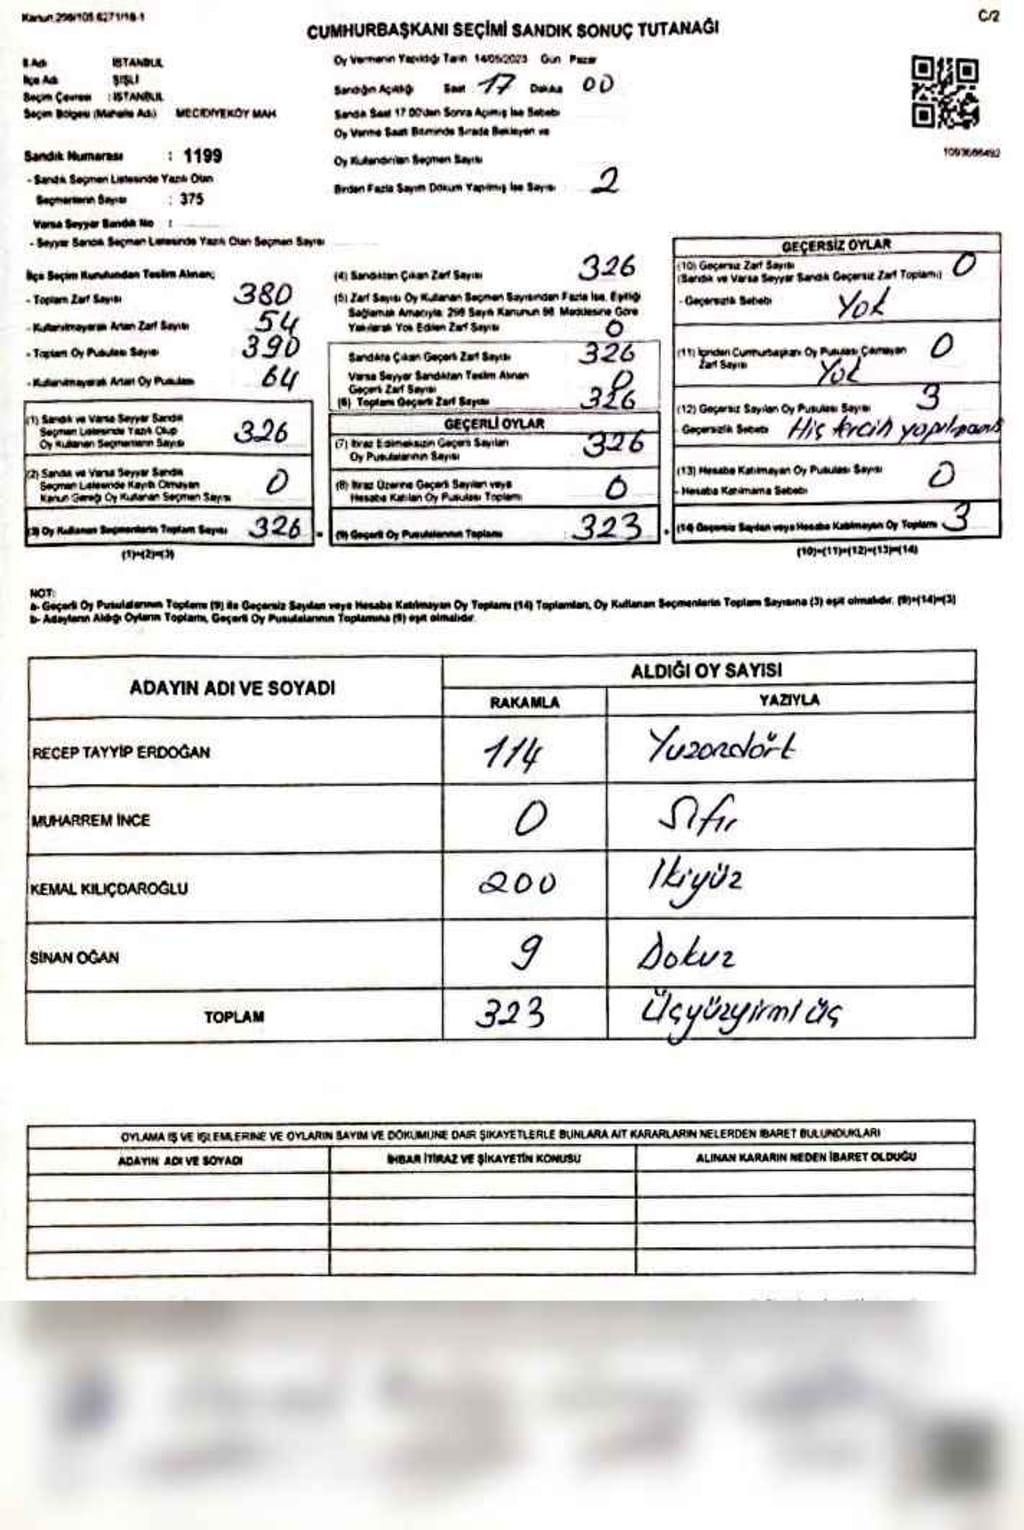 Kanun 298/105 6271/18-1
C/2
CUMHURBAŞKANI SEÇİMİ SANDIK SONUÇ TUTANAĞI
İl Adı İSTANBUL
İlçe Adı ŞİŞLİ
Seçim Çevresi : İSTANBUL
Seçim Bölgesi (Mahalle Adı) MECİDİYEKÖY MAH
Sandık Numarası : 1199
- Sandık Seçmen Listesinde Yazılı Olan
Seçmenlerin Sayısı : 375
Varsa Seyyar Sandık No :
- Seyyar Sandık Seçmen Listesinde Yazılı Olan Seçmen Sayısı
Oy Vermenin Yapıldığı Tarih 14/05/2023 Gün Pazar
Sandığın Açıldığı Saat 17 Dakika 00
Sandık Saat 17.00'den Sonra Açılmış İse Sebebi
Oy Verme Saati Bitiminde Sırada Bekleyen ve
Oy Kullandırılan Seçmen Sayısı
Birden Fazla Sayım Döküm Yapılmış İse Sayısı 2
1093686492
İlçe Seçim Kurulundan Teslim Alınan;
- Toplam Zarf Sayısı 380
- Kullanılmayarak Artan Zarf Sayısı 54
- Toplam Oy Pusulası Sayısı 390
- Kullanılmayarak Artan Oy Pusulası 64
(1) Sandık ve Varsa Seyyar Sandık
Seçmen Listesinde Yazılı Olup
Oy Kullanan Seçmenlerin Sayısı 326
(2) Sandık ve Varsa Seyyar Sandık
Seçmen Listesinde Kayıtlı Olmayan
Kanun Gereği Oy Kullanan Seçmen Sayısı 0
(3) Oy Kullanan Seçmenlerin Toplam Sayısı 326
(1)+(2)=(3)
(4) Sandıktan Çıkan Zarf Sayısı 326
(5) Zarf Sayısı Oy Kullanan Seçmen Sayısından Fazla İse, Eşitliği
Sağlamak Amacıyla, 298 Sayılı Kanunun 98. Maddesine Göre
Yakılarak Yok Edilen Zarf Sayısı 0
Sandıkta Çıkan Geçerli Zarf Sayısı 326
Varsa Seyyar Sandıktan Teslim Alınan
Geçerli Zarf Sayısı 0
(6) Toplam Geçerli Zarf Sayısı 326
GEÇERLİ OYLAR
(7) İtiraz Edilmeksizin Geçerli Sayılan
Oy Pusulalarının Sayısı 326
(8) İtiraz Üzerine Geçerli Sayılan veya
Hesaba Katılan Oy Pusulası Toplamı 0
(9) Geçerli Oy Pusulalarının Toplamı 323
GEÇERSİZ OYLAR
(10) Geçersiz Zarf Sayısı
(Sandık ve Varsa Seyyar Sandık Geçersiz Zarf Toplamı) 0
- Geçersizlik Sebebi Yok
(11) İçinden Cumhurbaşkanı Oy Pusulası Çıkmayan
Zarf Sayısı 0
Yok
(12) Geçersiz Sayılan Oy Pusulası Sayısı 3
- Geçersizlik Sebebi Hiç tercih yapılmamış
(13) Hesaba Katılmayan Oy Pusulası Sayısı 0
- Hesaba Katılmama Sebebi
(14) Geçersiz Sayılan veya Hesaba Katılmayan Oy Toplamı 3
(10)+(11)+(12)+(13)=(14)
NOT:
a- Geçerli Oy Pusulalarının Toplamı (9) ile Geçersiz Sayılan veya Hesaba Katılmayan Oy Toplamı (14) Toplamları, Oy Kullanan Seçmenlerin Toplam Sayısına (3) eşit olmalıdır. (9)+(14)=(3)
b- Adayların Aldığı Oyların Toplamı, Geçerli Oy Pusulalarının Toplamına (9) eşit olmalıdır.
ADAYIN ADI VE SOYADI ALDIĞI OY SAYISI
RAKAMLA YAZIYLA
RECEP TAYYİP ERDOĞAN 114 Yüzondört
MUHARREM İNCE 0 Sıfır
KEMAL KILIÇDAROĞLU 200 İkiyüz
SİNAN OĞAN 9 Dokuz
TOPLAM 323 Üçyüzyirmi üç
OYLAMA İŞ VE İŞLEMLERİNE VE OYLARIN SAYIM VE DÖKÜMÜNE DAİR ŞİKAYETLERLE BUNLARA AİT KARARLARIN NELERDEN İBARET BULUNDUKLARI
ADAYIN ADI VE SOYADI İHBAR İTİRAZ VE ŞİKAYETİN KONUSU ALINAN KARARIN NEDEN İBARET OLDUĞU